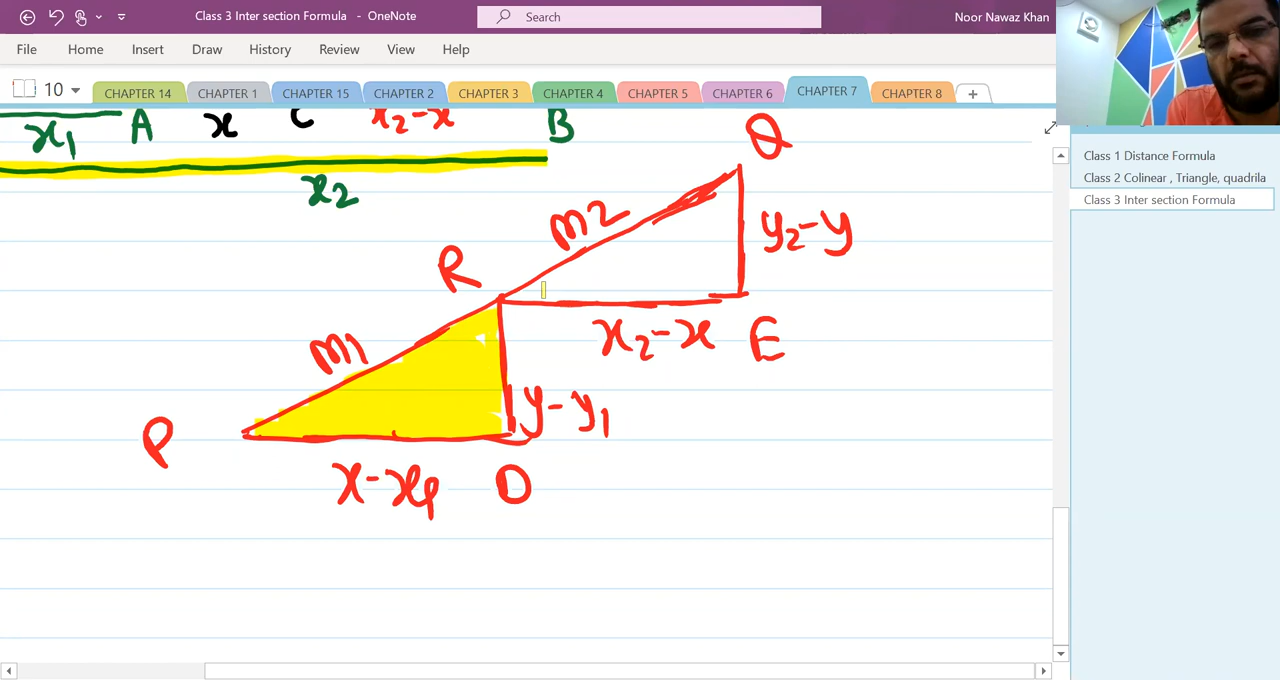 Class 3 Inter section Formula - OneNote
Search
Noor Nawaz Khan
File Home Insert Draw History Review View Help
10 CHAPTER 14 CHAPTER 1 CHAPTER 15 CHAPTER 2 CHAPTER 3 CHAPTER 4 CHAPTER 5 CHAPTER 6 CHAPTER 7 CHAPTER 8 +
Class 1 Distance Formula
Class 2 Colinear , Triangle, quadrila
Class 3 Inter section Formula
x1 A x C x2-x B
x2
Q
M2
y2-y
R
M1
x2-x E
y-y1
P
x-x1 D